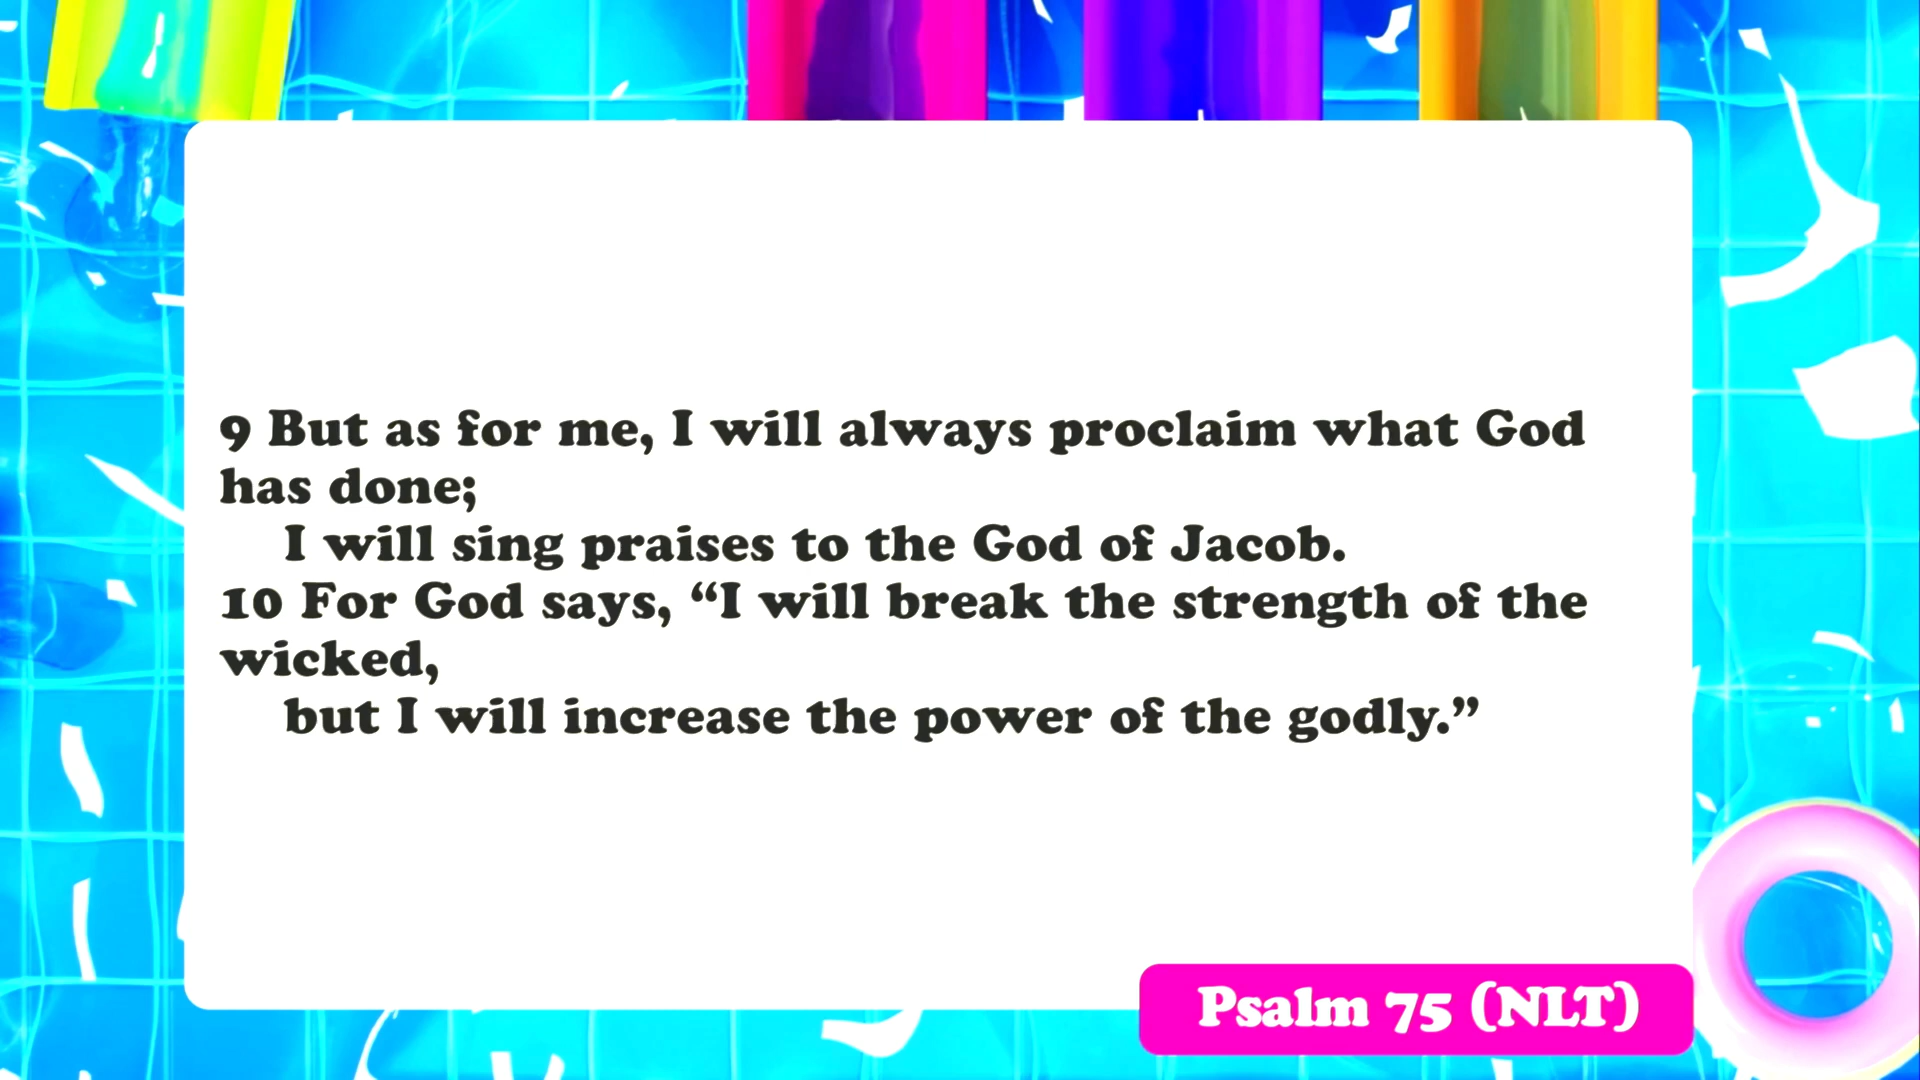 9 But as for me, I will always proclaim what God
has done;
I will sing praises to the God of Jacob.
10 For God says, “I will break the strength of the
wicked,
but I will increase the power of the godly.”
Psalm 75 (NLT)